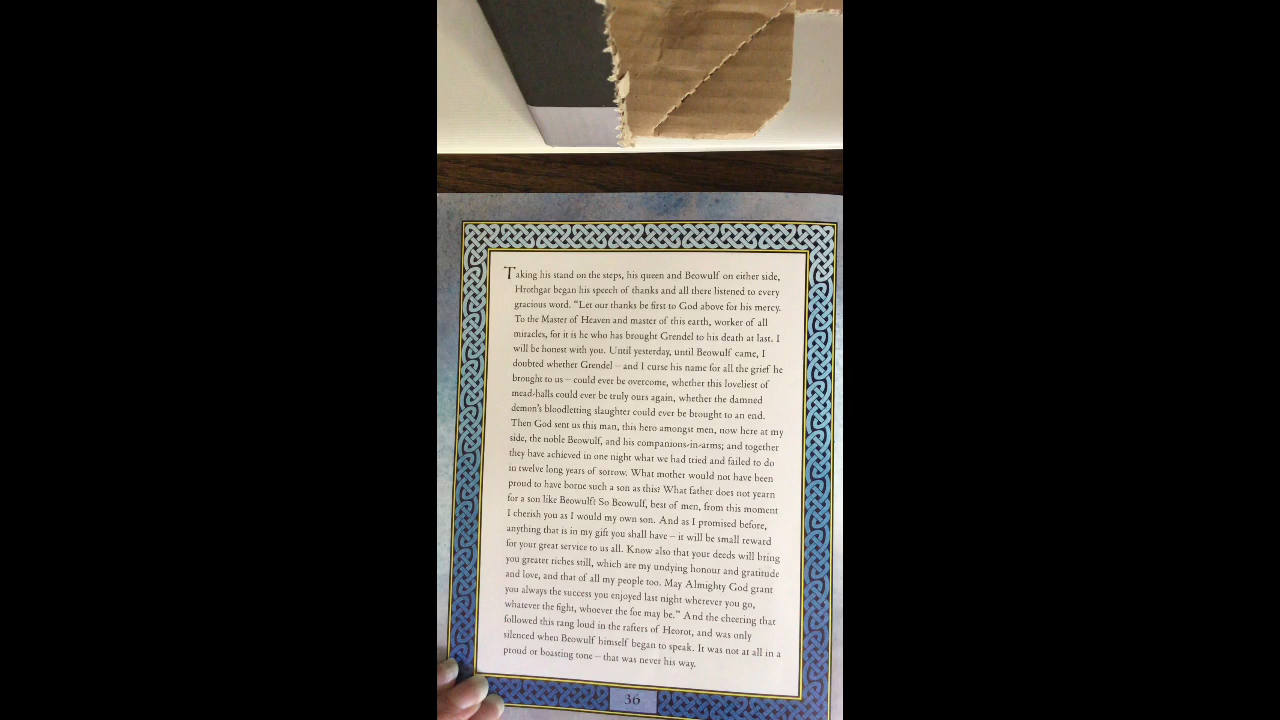 Taking his stand on the steps, his queen and Beowulf on either side,
Hrothgar began his speech of thanks and all there listened to every
gracious word. “Let our thanks be first to God above for his mercy.
To the Master of Heaven and master of this earth, worker of all
miracles, for it is he who has brought Grendel to his death at last. I
will be honest with you. Until yesterday, until Beowulf came, I
doubted whether Grendel – and I curse his name for all the grief he
brought to us – could ever be overcome, whether this loveliest of
mead-halls could ever be truly ours again, whether the damned
demon's bloodletting slaughter could ever be brought to an end.
Then God sent us this man, this hero amongst men, now here at my
side, the noble Beowulf, and his companions-in-arms; and together
they have achieved in one night what we had tried and failed to do
in twelve long years of sorrow. What mother would not have been
proud to have borne such a son as this? What father does not yearn
for a son like Beowulf? So Beowulf, best of men, from this moment
I cherish you as I would my own son. And as I promised before,
anything that is in my gift you shall have – it will be small reward
for your great service to us all. Know also that your deeds will bring
you greater riches still, which are my undying honour and gratitude
and love, and that of all my people too. May Almighty God grant
you always the success you enjoyed last night wherever you go,
whatever the fight, whoever the foe may be.” And the cheering that
followed this rang loud in the rafters of Heorot, and was only
silenced when Beowulf himself began to speak. It was not at all in a
proud or boasting tone – that was never his way.
36